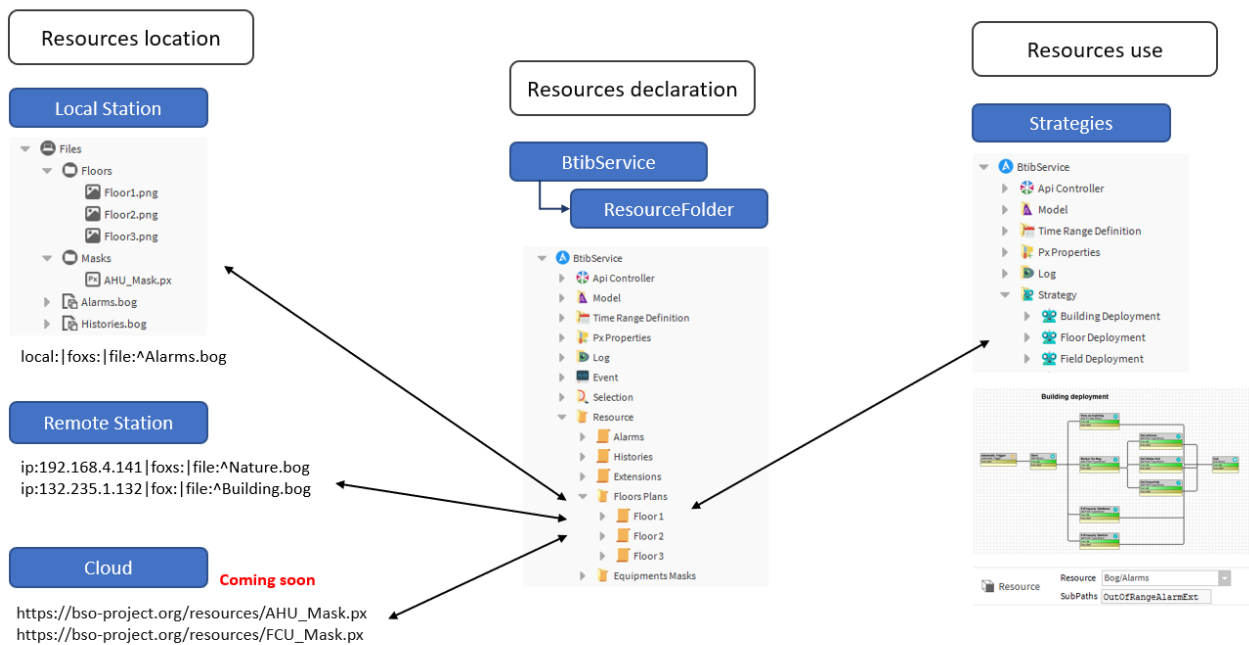 Resources location
Local Station
Files
Floors
Floor1.png
Floor2.png
Floor3.png
Masks
Px AHU_Mask.px
Alarms.bog
Histories.bog
local:|foxs:|file:^Alarms.bog
Remote Station
ip:192.168.4.141|foxs:|file:^Nature.bog
ip:132.235.1.132|fox:|file:^Building.bog
Cloud
Coming soon
https://bso-project.org/resources/AHU_Mask.px
https://bso-project.org/resources/FCU_Mask.px
Resources declaration
BtibService
ResourceFolder
BtibService
Api Controller
Model
Time Range Definition
Px Properties
Log
Event
Selection
Resource
Alarms
Histories
Extensions
Floors Plans
Floor 1
Floor 2
Floor 3
Equipments Masks
Resources use
Strategies
BtibService
Api Controller
Model
Time Range Definition
Px Properties
Log
Strategy
Building Deployment
Floor Deployment
Field Deployment
Building deployment
Resource
Resource Bog/Alarms
SubPaths OutOfRangeAlarmExt